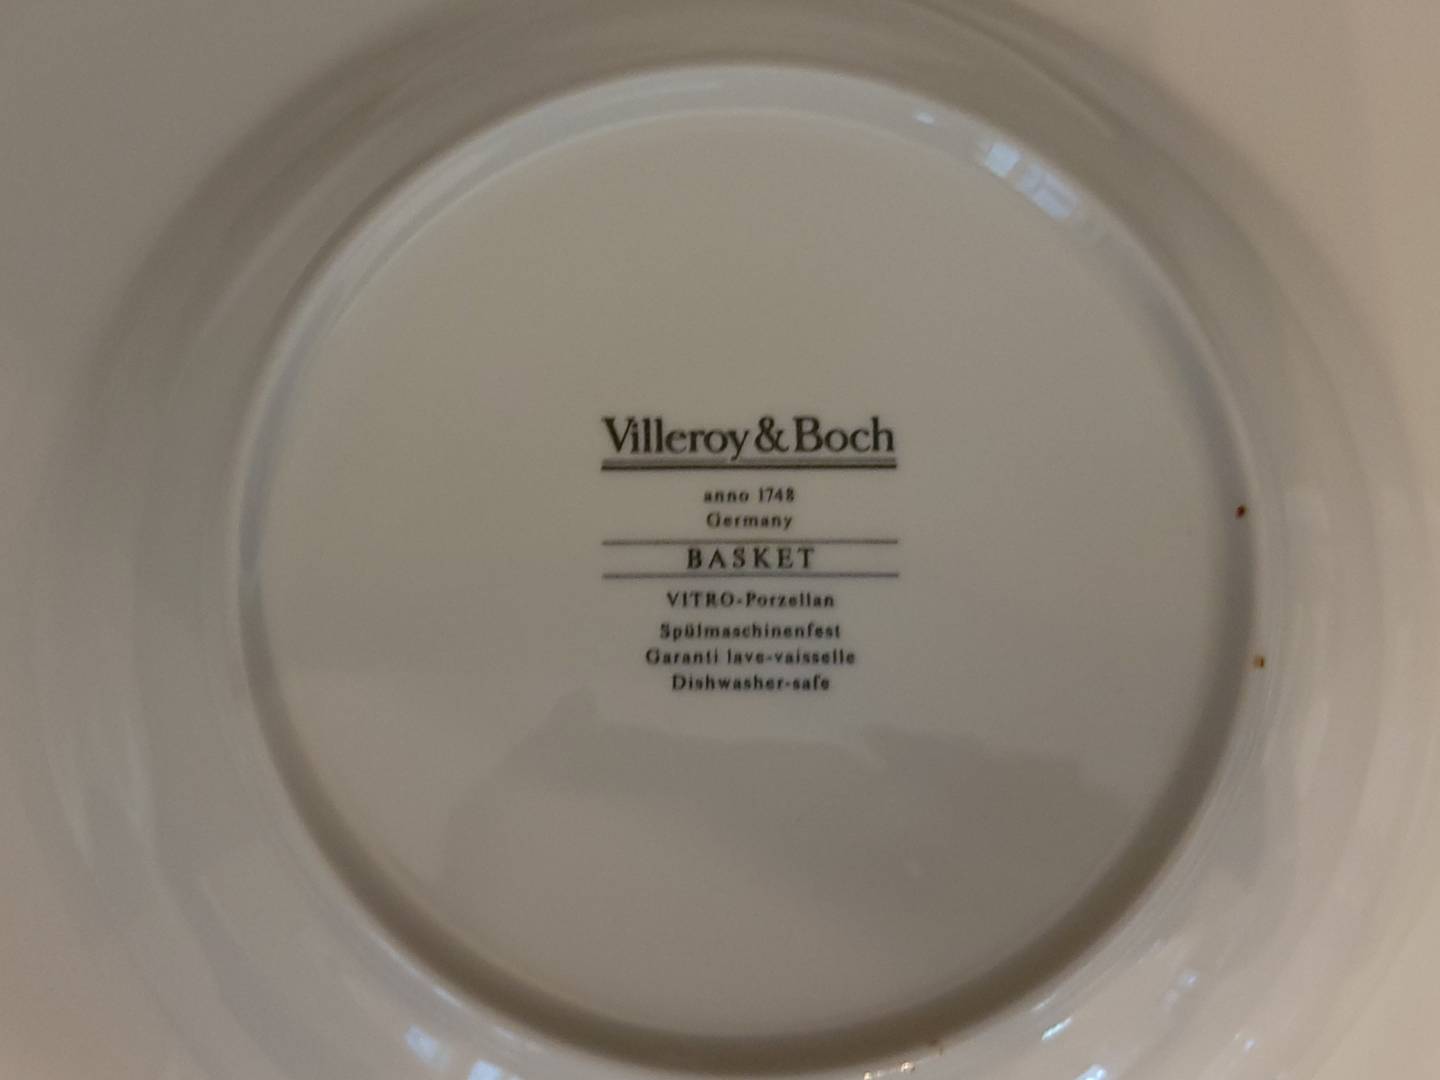 Villeroy & Boch
anno 1748
Germany
BASKET
VITRO-Porzellan
Spülmaschinenfest
Garanti lave-vaisselle
Dishwasher-safe